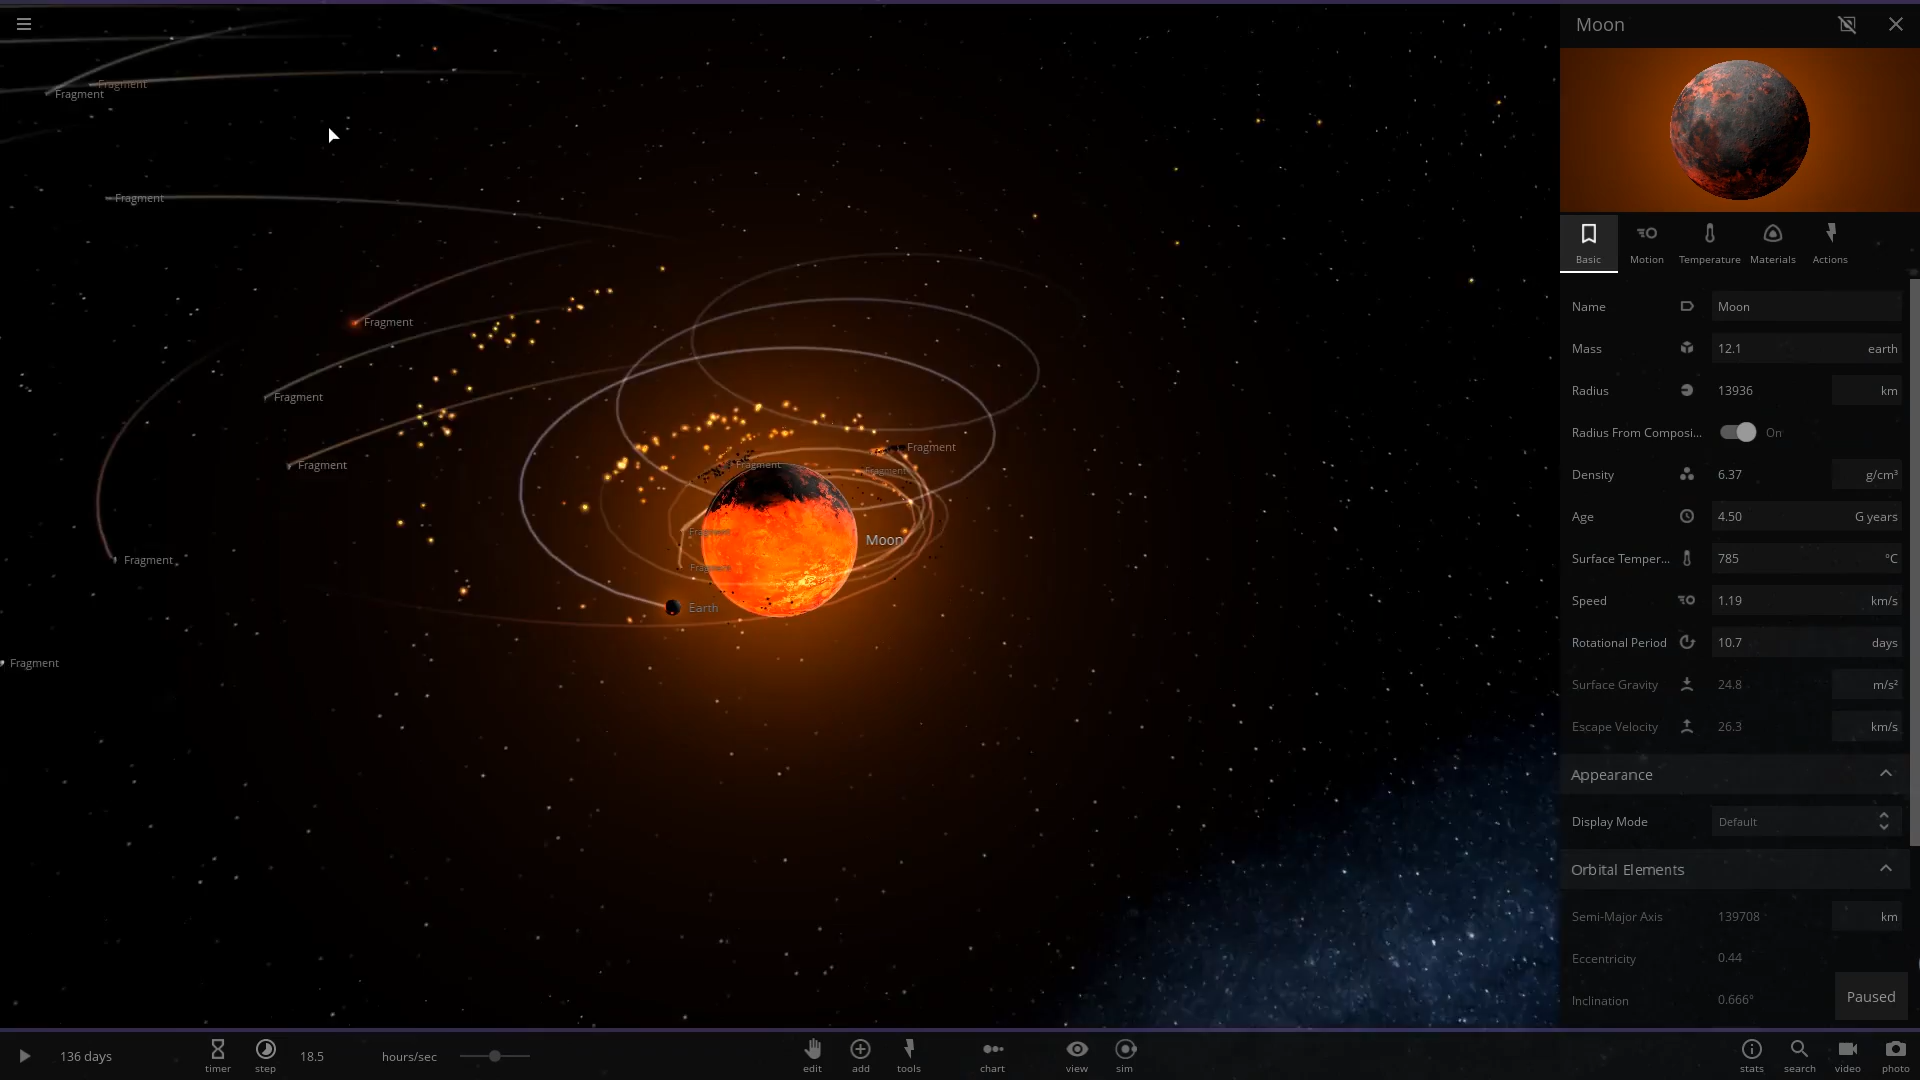 Moon
Fragment
Fragment
Fragment
Fragment
Fragment
Fragment
Fragment
Fragment
Fragment
Fragment
Fragment
Fragment
Fragment
Moon
Earth
Basic
Motion
Temperature
Materials
Actions
Name Moon
Mass 12.1 earth
Radius 13936 km
Radius From Composi... On
Density 6.37 g/cm³
Age 4.50 G years
Surface Temper... 785 °C
Speed 1.19 km/s
Rotational Period 10.7 days
Surface Gravity 24.8 m/s²
Escape Velocity 26.3 km/s
Appearance
Display Mode Default
Orbital Elements
Semi-Major Axis 139708 km
Eccentricity 0.44
Inclination 0.666°
Paused
136 days
timer
step
18.5 hours/sec
edit
add
tools
chart
view
sim
stats
search
video
photo